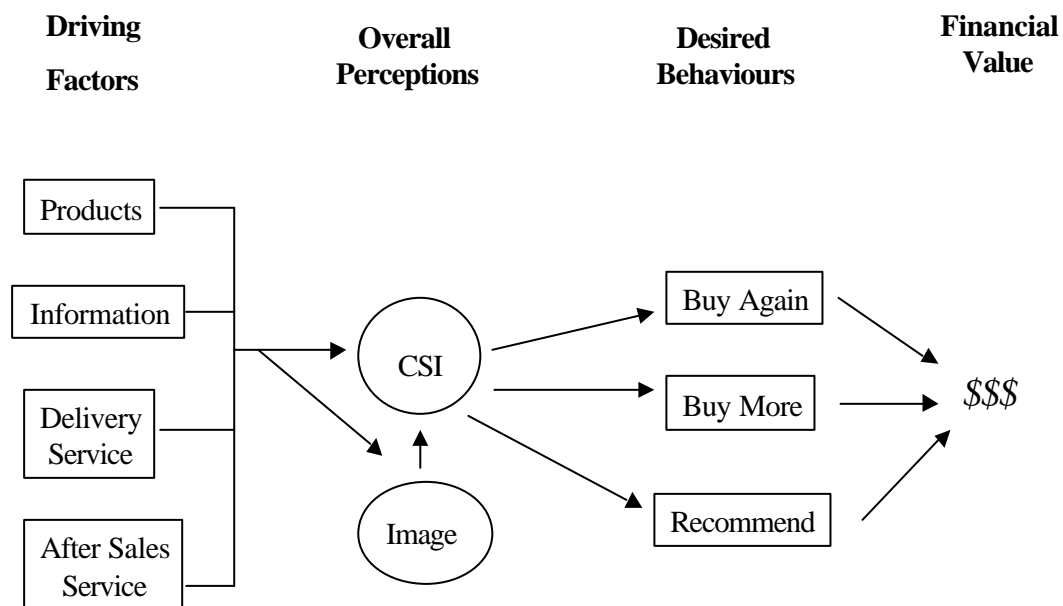 Driving
Factors
Overall
Perceptions
Desired
Behaviours
Financial
Value
Products
Information
Delivery
Service
After Sales
Service
CSI
Image
Buy Again
Buy More
Recommend
$$$